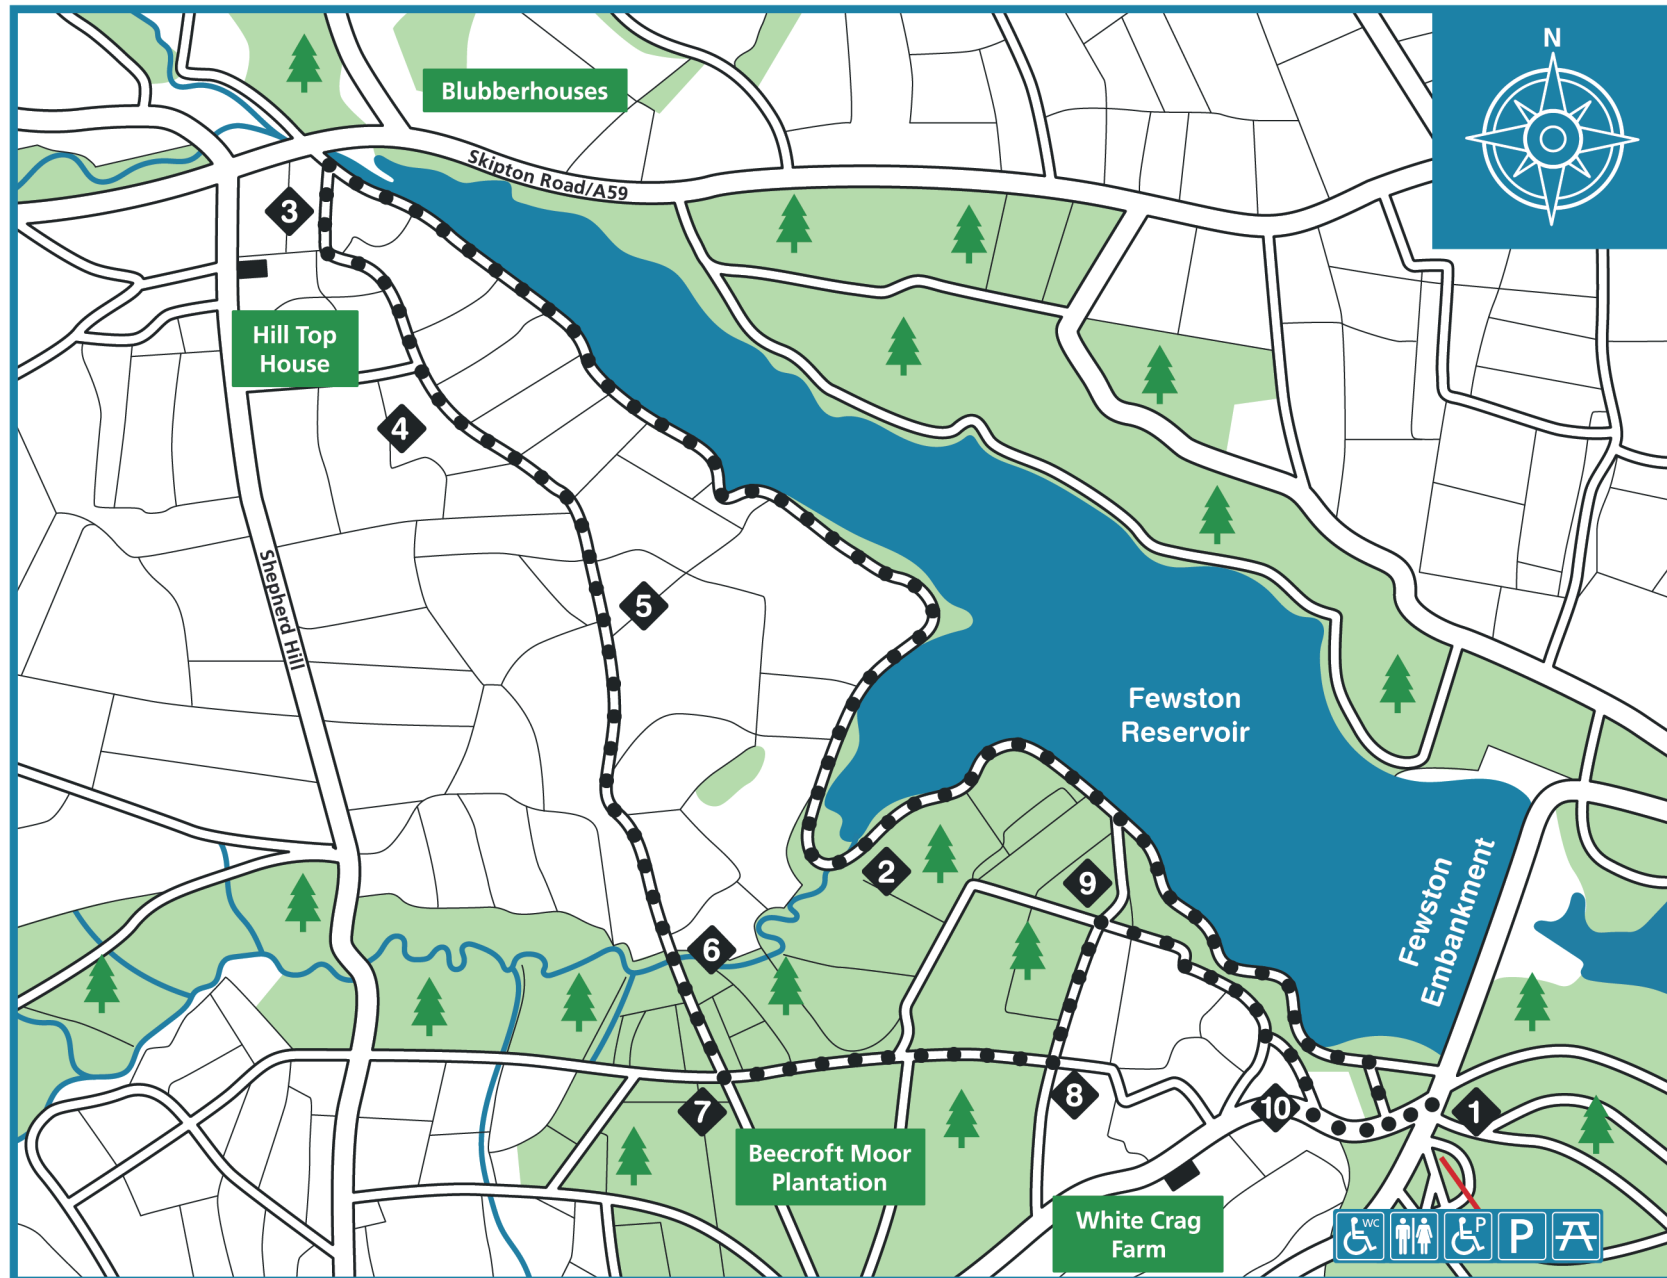 N
Blubberhouses
Skipton Road/A59
3
Hill Top
House
4
5
Shepherd Hill
Fewston
Reservoir
2
9
Fewston
Embankment
6
7
8
10
1
Beecroft Moor
Plantation
White Crag
Farm
WC
P
P